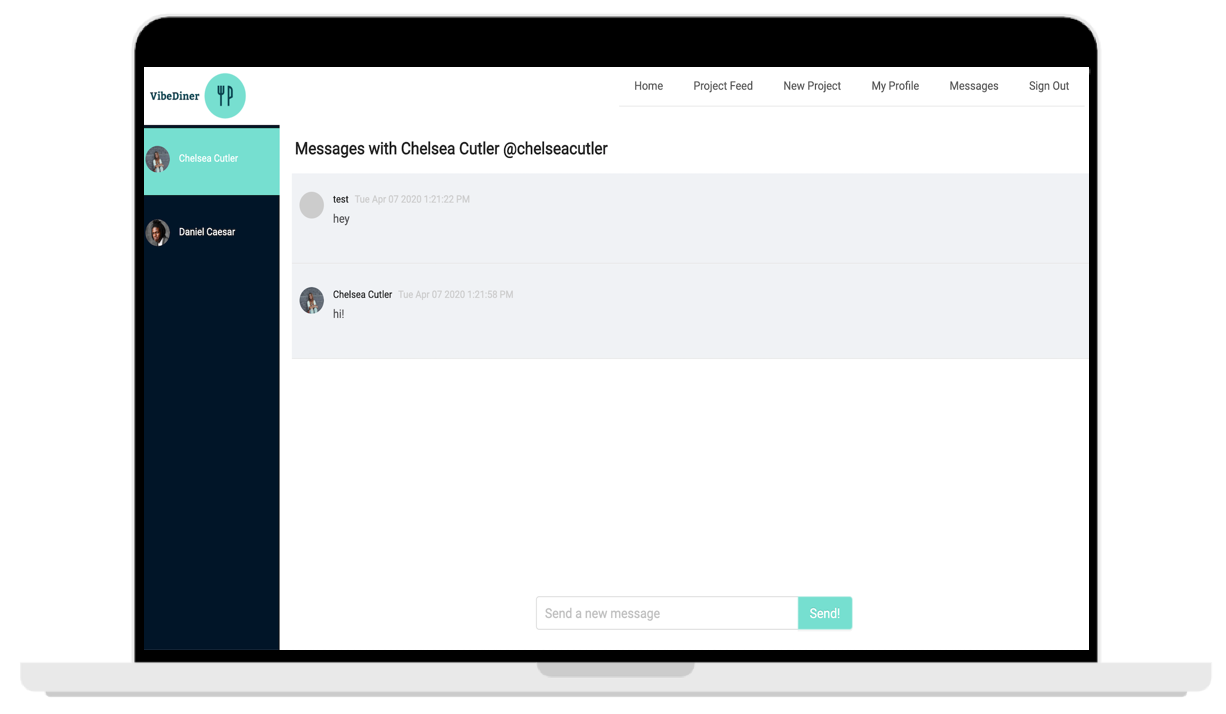 VibeDiner
Home Project Feed New Project My Profile Messages Sign Out
Chelsea Cutler
Daniel Caesar
Messages with Chelsea Cutler @chelseacutler
test Tue Apr 07 2020 1:21:22 PM
hey
Chelsea Cutler Tue Apr 07 2020 1:21:58 PM
hi!
Send a new message Send!